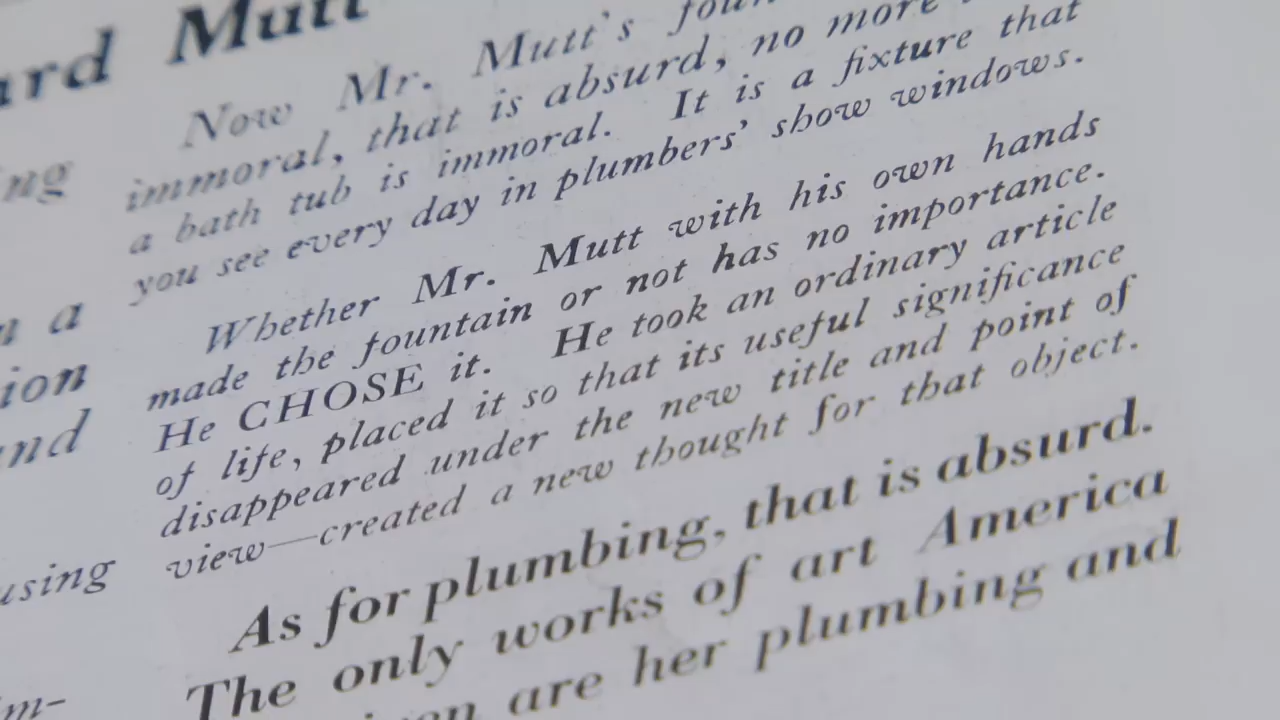 ard Mutt
ng
n a
ion
and
using
m-
Now Mr. Mutt's
immoral, that is absurd, no more
a bath tub is immoral. It is a fixture that
you see every day in plumbers' show windows.
Whether Mr. Mutt with his own hands
made the fountain or not has no importance.
He CHOSE it. He took an ordinary article
of life, placed it so that its useful significance
disappeared under the new title and point of
view—created a new thought for that object.
As for plumbing, that is absurd.
The only works of art America
are her plumbing and